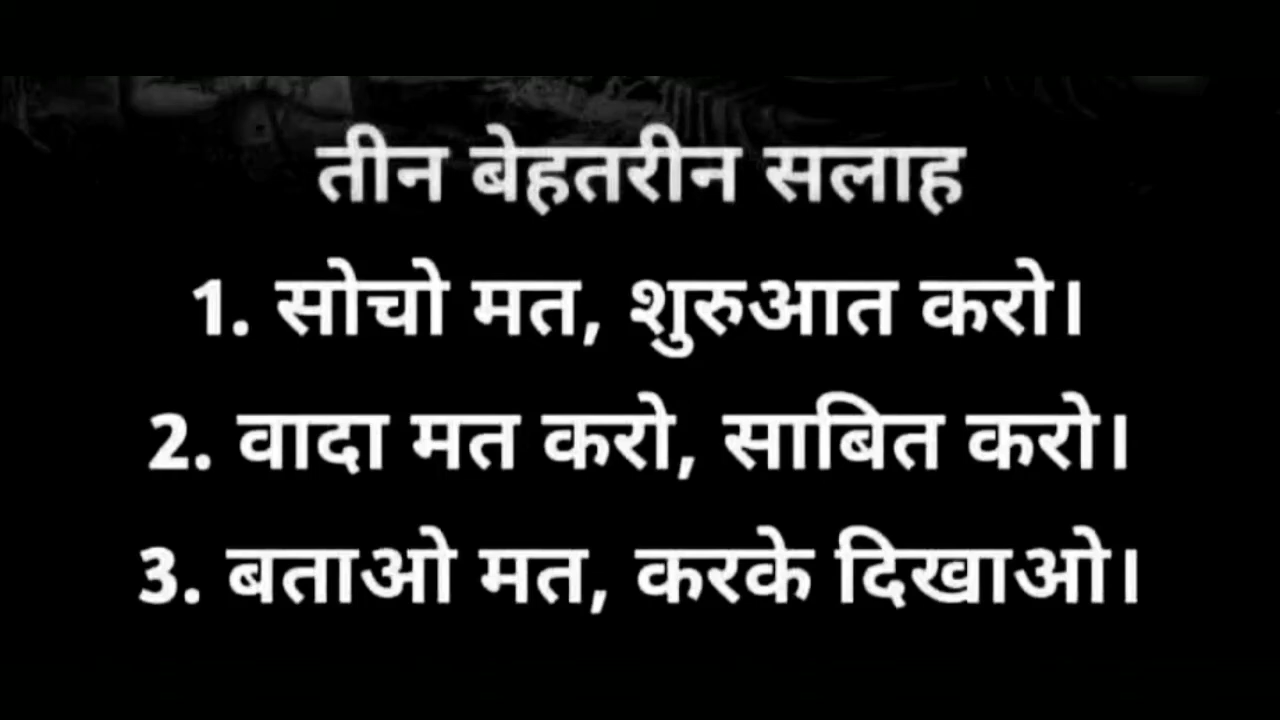 तीन बेहतरीन सलाह
1. सोचो मत, शुरुआत करो।
2. वादा मत करो, साबित करो।
3. बताओ मत, करके दिखाओ।